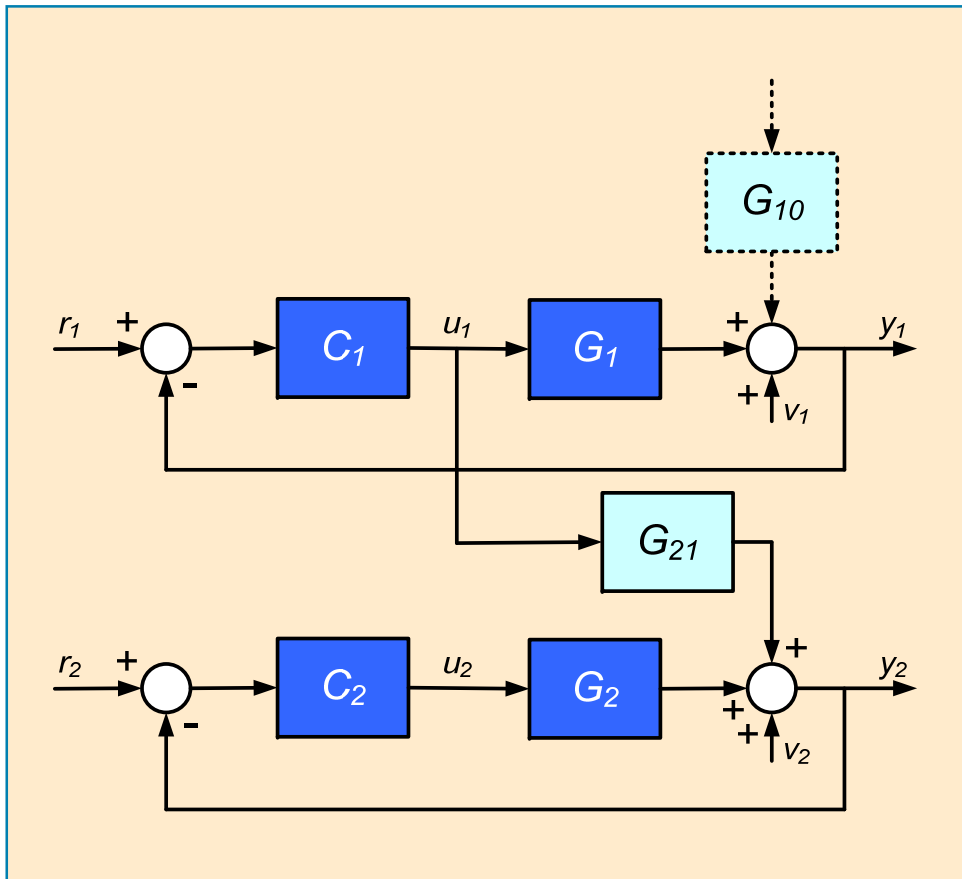 G10
r1 + C1 u1 G1 + y1
-
+ v1
G21
r2 + C2 u2 G2 + y2
-
+
+ v2